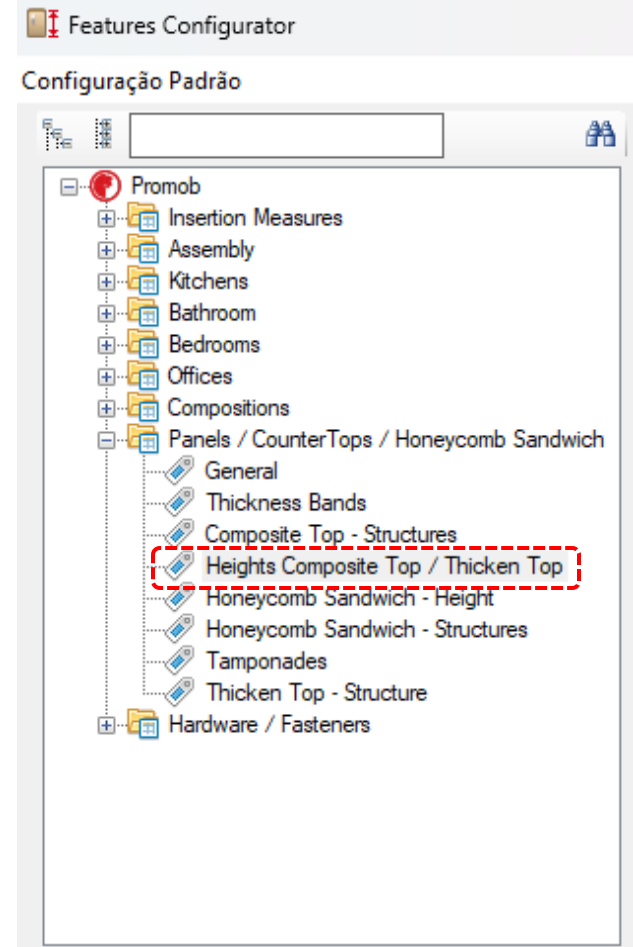 Features Configurator
Configuração Padrão
Promob
Insertion Measures
Assembly
Kitchens
Bathroom
Bedrooms
Offices
Compositions
Panels / CounterTops / Honeycomb Sandwich
General
Thickness Bands
Composite Top - Structures
Heights Composite Top / Thicken Top
Honeycomb Sandwich - Height
Honeycomb Sandwich - Structures
Tamponades
Thicken Top - Structure
Hardware / Fasteners